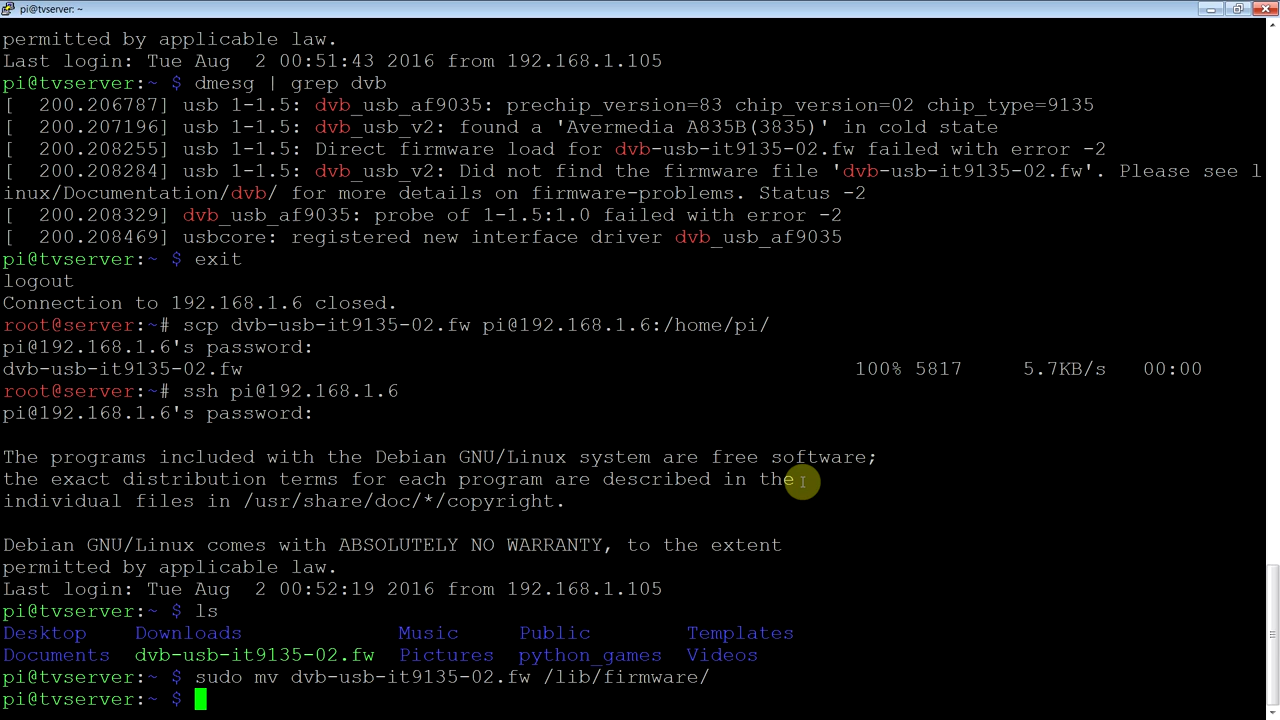 pi@tvserver: ~
permitted by applicable law.
Last login: Tue Aug  2 00:51:43 2016 from 192.168.1.105
pi@tvserver:~ $ dmesg | grep dvb
[  200.206787] usb 1-1.5: dvb_usb_af9035: prechip_version=83 chip_version=02 chip_type=9135
[  200.207196] usb 1-1.5: dvb_usb_v2: found a 'Avermedia A835B(3835)' in cold state
[  200.208255] usb 1-1.5: Direct firmware load for dvb-usb-it9135-02.fw failed with error -2
[  200.208284] usb 1-1.5: dvb_usb_v2: Did not find the firmware file 'dvb-usb-it9135-02.fw'. Please see l
inux/Documentation/dvb/ for more details on firmware-problems. Status -2
[  200.208329] dvb_usb_af9035: probe of 1-1.5:1.0 failed with error -2
[  200.208469] usbcore: registered new interface driver dvb_usb_af9035
pi@tvserver:~ $ exit
logout
Connection to 192.168.1.6 closed.
root@server:~# scp dvb-usb-it9135-02.fw pi@192.168.1.6:/home/pi/
pi@192.168.1.6's password:
dvb-usb-it9135-02.fw 100% 5817 5.7KB/s 00:00
root@server:~# ssh pi@192.168.1.6
pi@192.168.1.6's password:
The programs included with the Debian GNU/Linux system are free software;
the exact distribution terms for each program are described in the
individual files in /usr/share/doc/*/copyright.
Debian GNU/Linux comes with ABSOLUTELY NO WARRANTY, to the extent
permitted by applicable law.
Last login: Tue Aug  2 00:52:19 2016 from 192.168.1.105
pi@tvserver:~ $ ls
Desktop Downloads Music Public Templates
Documents dvb-usb-it9135-02.fw Pictures python_games Videos
pi@tvserver:~ $ sudo mv dvb-usb-it9135-02.fw /lib/firmware/
pi@tvserver:~ $